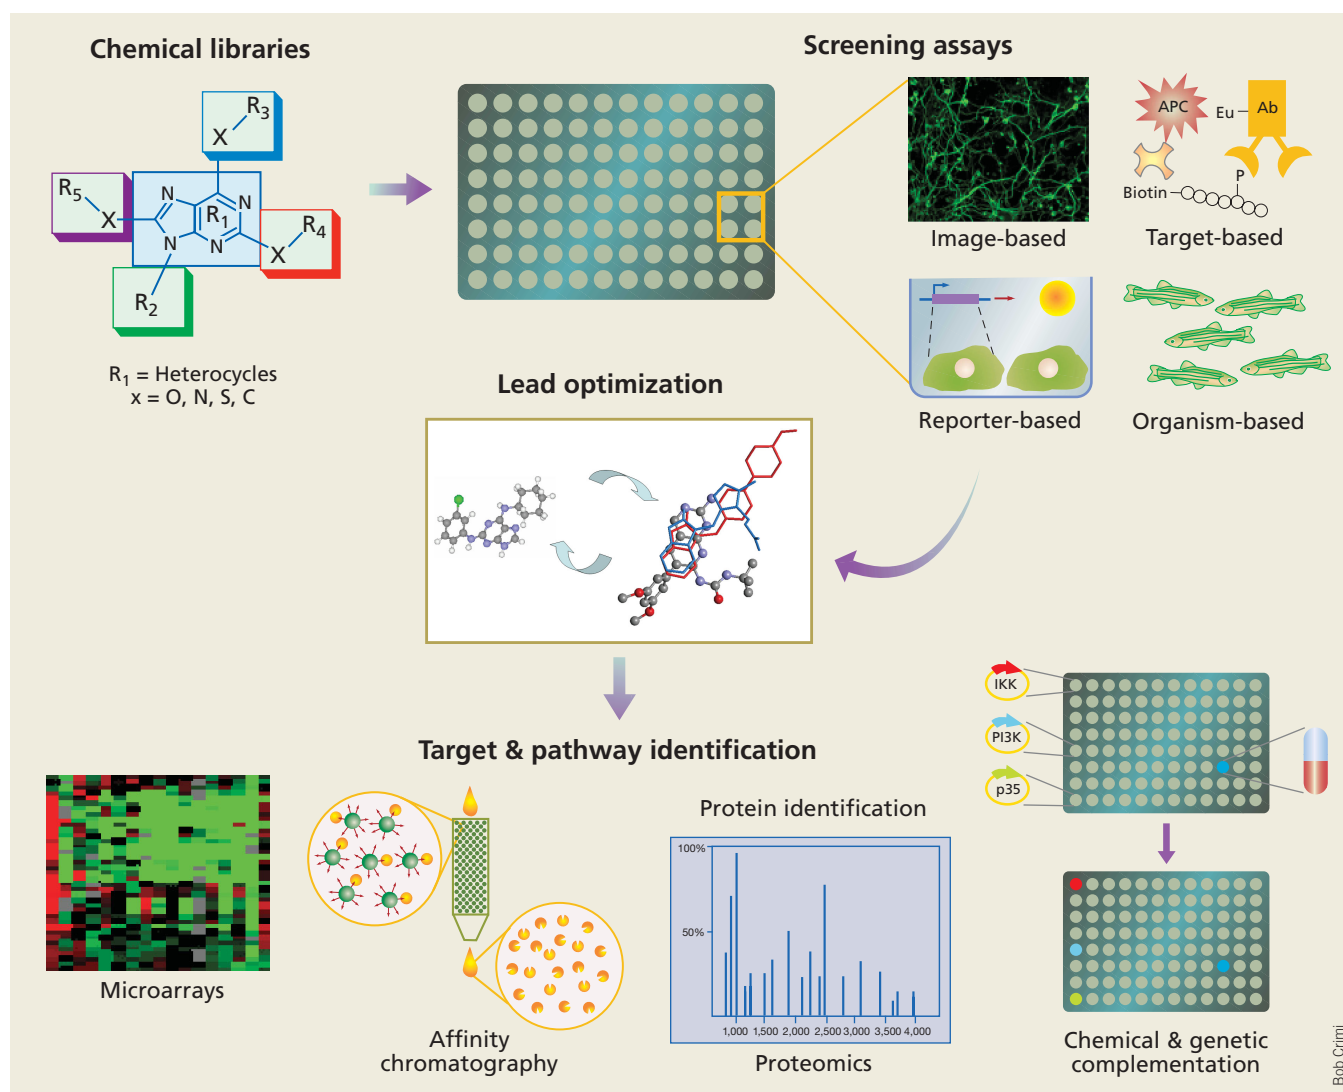 Chemical libraries
R3
X
R5
X
N
N
R1
N
N
X
R4
R2
R1 = Heterocycles
x = O, N, S, C
Screening assays
APC
Eu
Ab
P
Biotin
Image-based
Target-based
Reporter-based
Organism-based
Lead optimization
Target & pathway identification
Microarrays
Affinity
chromatography
Protein identification
100%
50%
1,000 1,500 2,000 2,500 3,000 3,500 4,000
Proteomics
IKK
PI3K
p35
Chemical & genetic
complementation
Bob Crimi